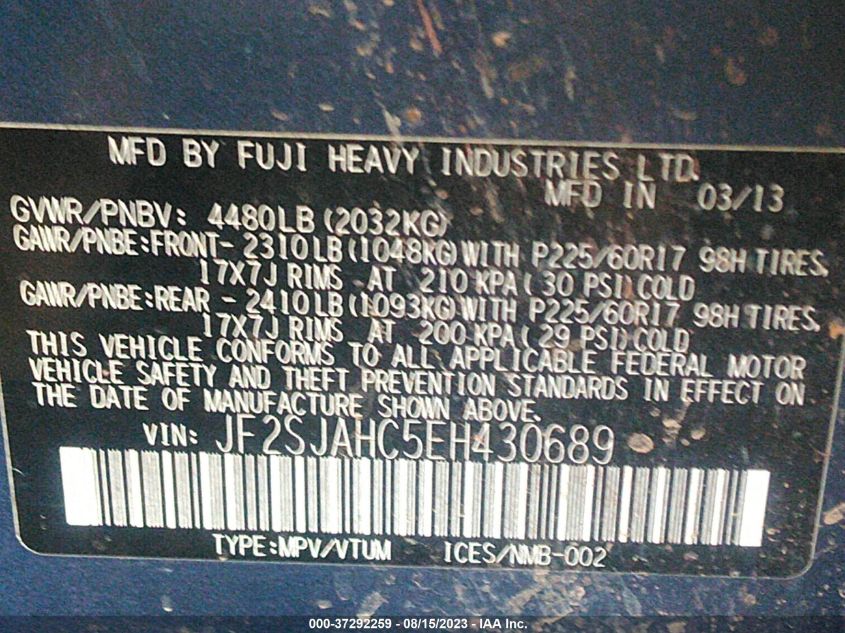 MFD BY FUJI HEAVY INDUSTRIES LTD.
MFD IN 03/13
GVWR/PNBV: 4480LB (2032KG)
GAWR/PNBE:FRONT- 2310LB(1048KG)WITH P225/60R17 98H TIRES,
17X7J RIMS AT 210 KPA( 30 PSI)COLD
GAWR/PNBE:REAR - 2410LB(1093KG)WITH P225/60R17 98H TIRES,
17X7J RIMS AT 200 KPA( 29 PSI)COLD
THIS VEHICLE CONFORMS TO ALL APPLICABLE FEDERAL MOTOR
VEHICLE SAFETY AND THEFT PREVENTION STANDARDS IN EFFECT ON
THE DATE OF MANUFACTURE SHOWN ABOVE.
VIN: JF2SJAHC5EH430689
TYPE:MPV/VTUM ICES/NMB-002
000-37292259 - 08/15/2023 - IAA Inc.